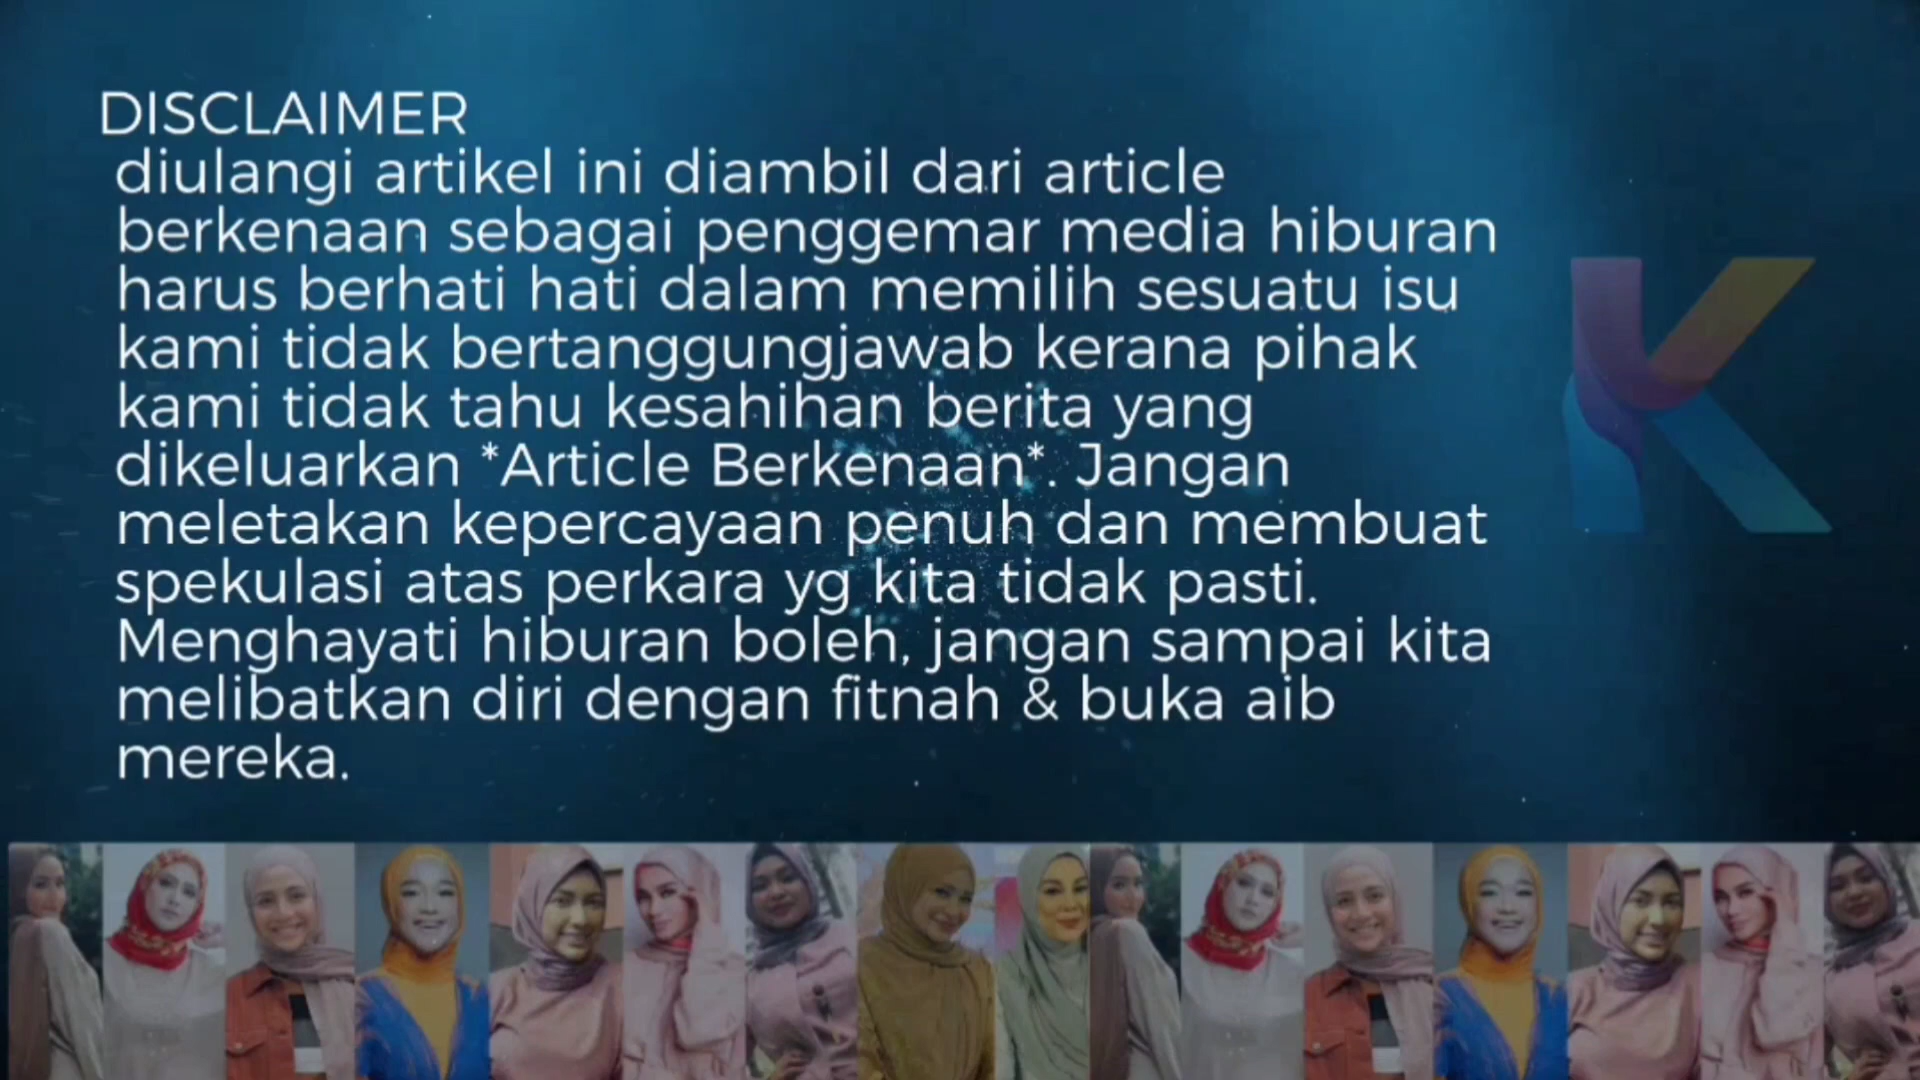 DISCLAIMER
diulangi artikel ini diambil dari article
berkenaan sebagai penggemar media hiburan
harus berhati hati dalam memilih sesuatu isu
kami tidak bertanggungjawab kerana pihak
kami tidak tahu kesahihan berita yang
dikeluarkan *Article Berkenaan*. Jangan
meletakan kepercayaan penuh dan membuat
spekulasi atas perkara yg kita tidak pasti.
Menghayati hiburan boleh, jangan sampai kita
melibatkan diri dengan fitnah & buka aib
mereka.
K